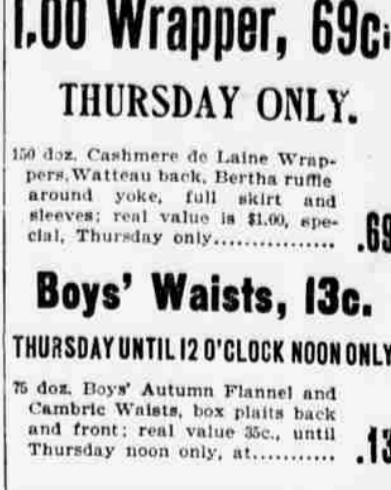 1.00 Wrapper, 69c
THURSDAY ONLY.
150 doz. Cashmere de Laine Wrap-
pers, Watteau back, Bertha ruffle
around yoke, full skirt and
sleeves; real value is $1.00, spe-
cial, Thursday only................ .69
Boys' Waists, 13c.
THURSDAY UNTIL 12 O'CLOCK NOON ONLY
75 doz. Boys' Autumn Flannel and
Cambric Waists, box plaits back
and front; real value 35c., until
Thursday noon only, at........... .13